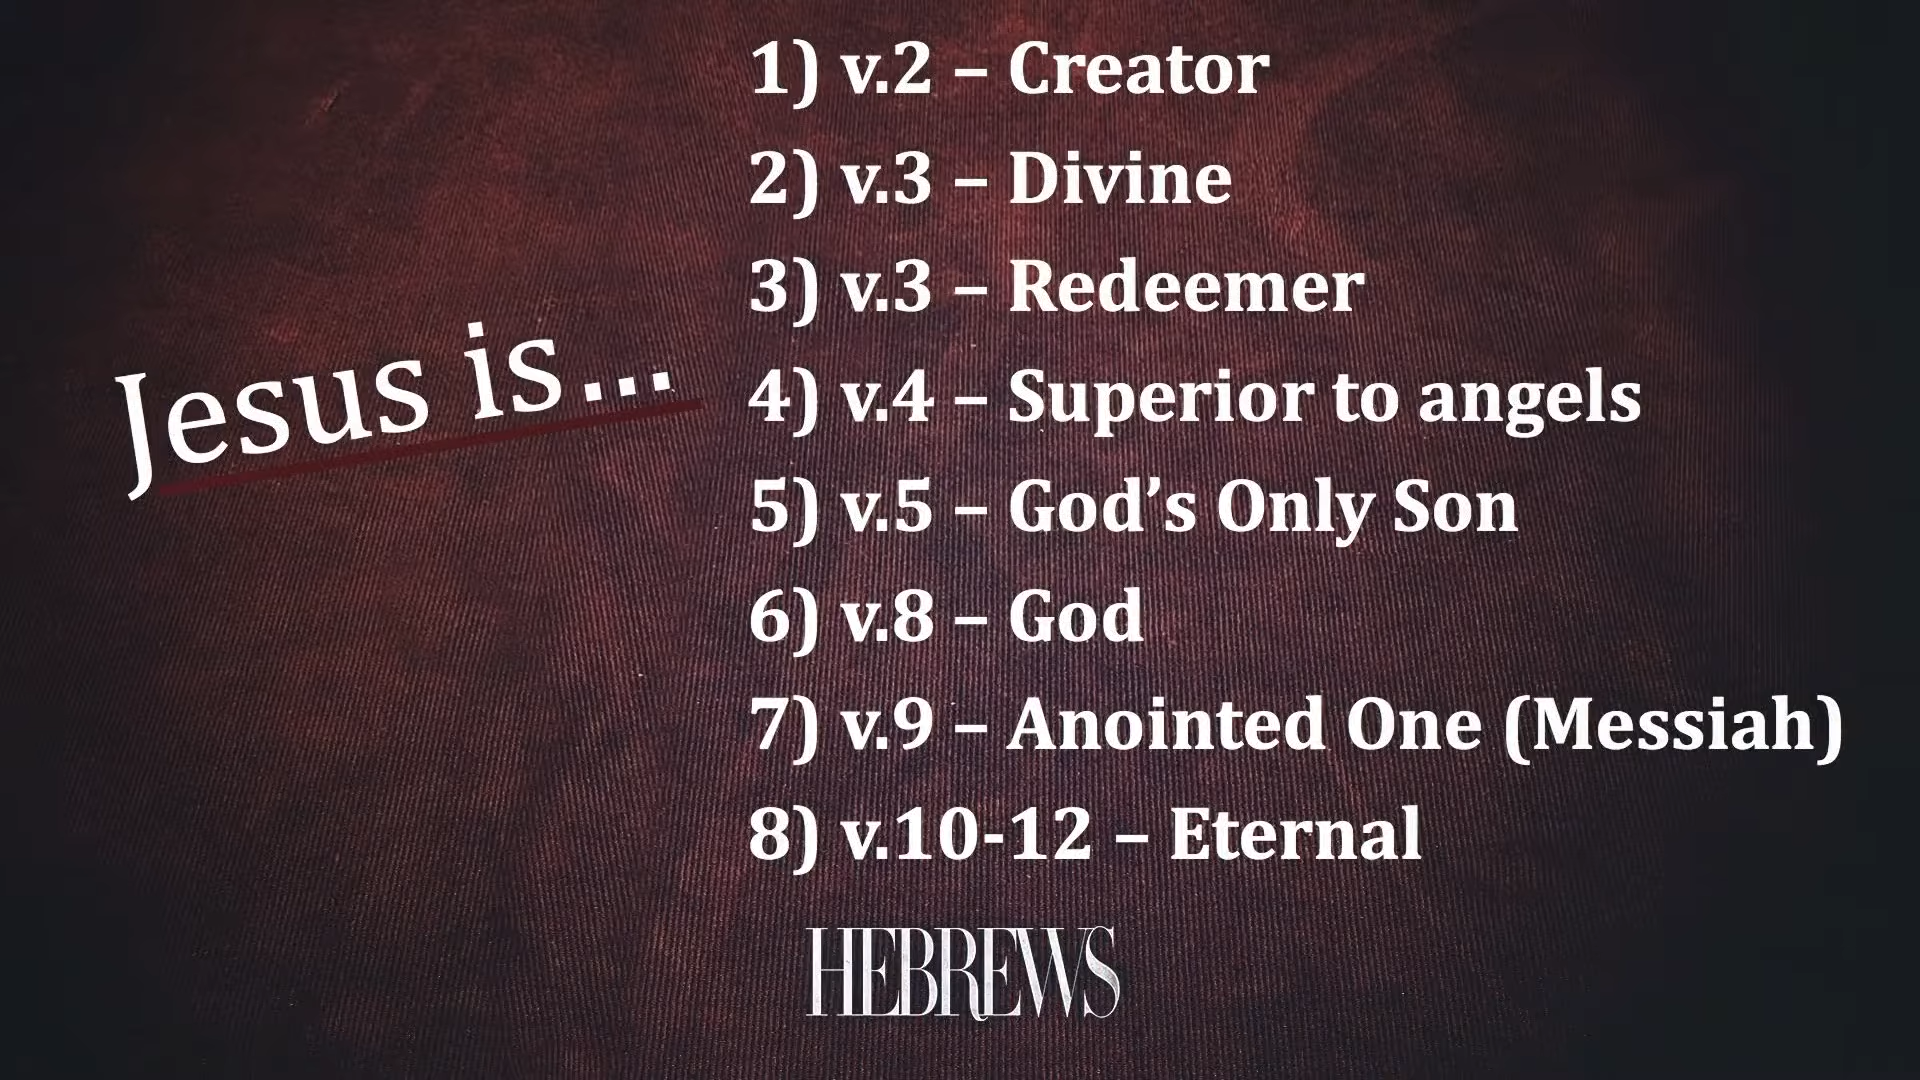 Jesus is...
1) v.2 – Creator
2) v.3 – Divine
3) v.3 – Redeemer
4) v.4 – Superior to angels
5) v.5 – God’s Only Son
6) v.8 – God
7) v.9 – Anointed One (Messiah)
8) v.10-12 – Eternal
HEBREWS